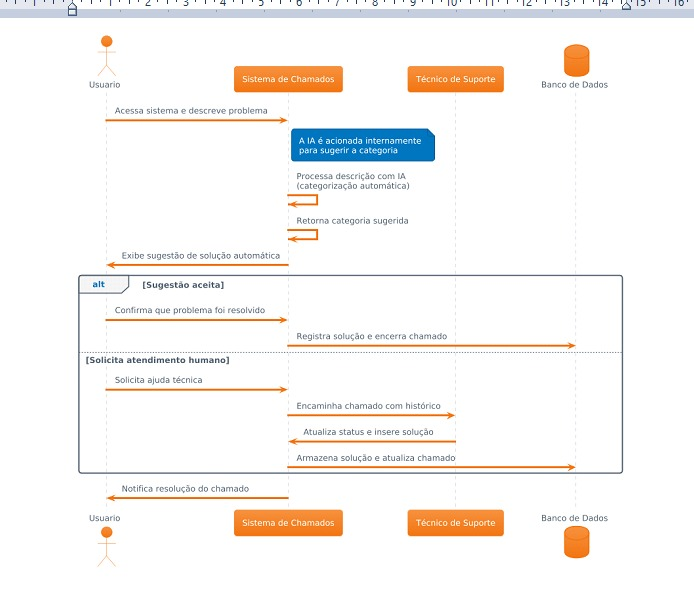 1 2 3 4 5 6 7 8 9 10 11 12 13 14 15 16
Usuario
Sistema de Chamados
Técnico de Suporte
Banco de Dados
Acessa sistema e descreve problema
A IA é acionada internamente
para sugerir a categoria
Processa descrição com IA
(categorização automática)
Retorna categoria sugerida
Exibe sugestão de solução automática
alt
[Sugestão aceita]
Confirma que problema foi resolvido
Registra solução e encerra chamado
[Solicita atendimento humano]
Solicita ajuda técnica
Encaminha chamado com histórico
Atualiza status e insere solução
Armazena solução e atualiza chamado
Notifica resolução do chamado
Usuario
Sistema de Chamados
Técnico de Suporte
Banco de Dados